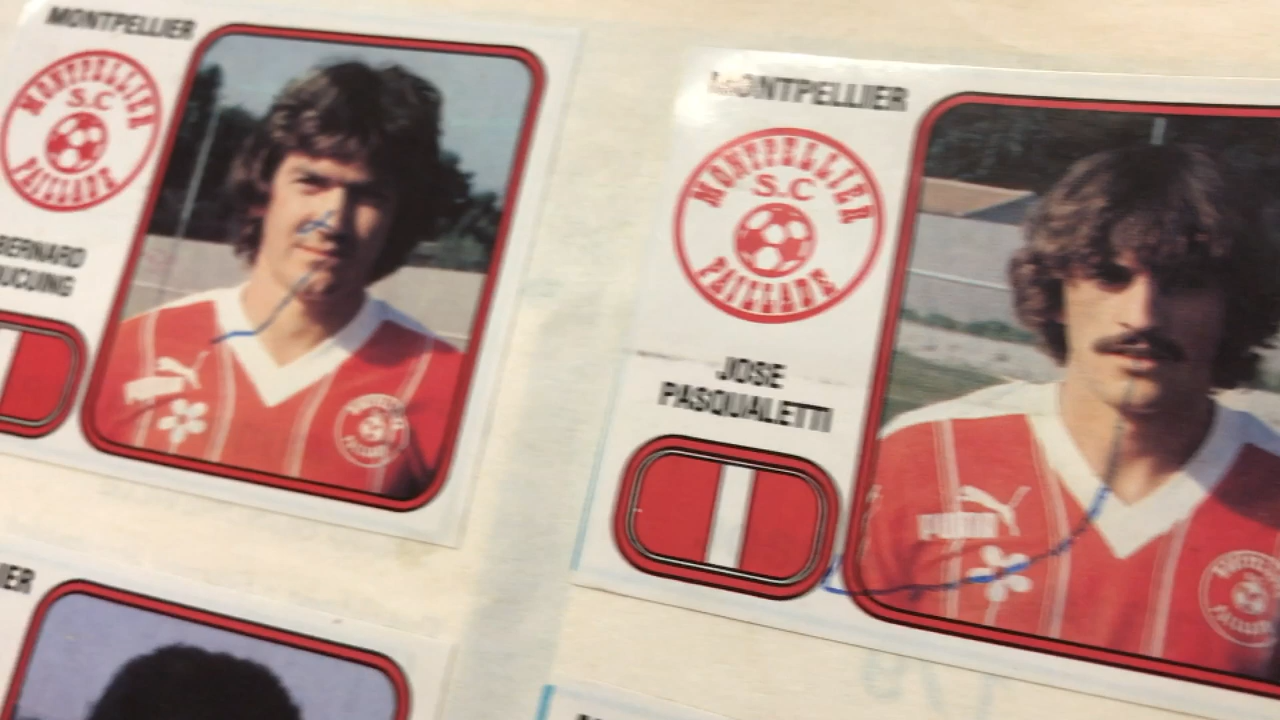 MONTPELLIER
MONTPELLIER
S.C
PAILLADE
BERNARD
MONTPELLIER
MONTPELLIER
S.C
PAILLADE
JOSE
PASQUALETTI
PUMA